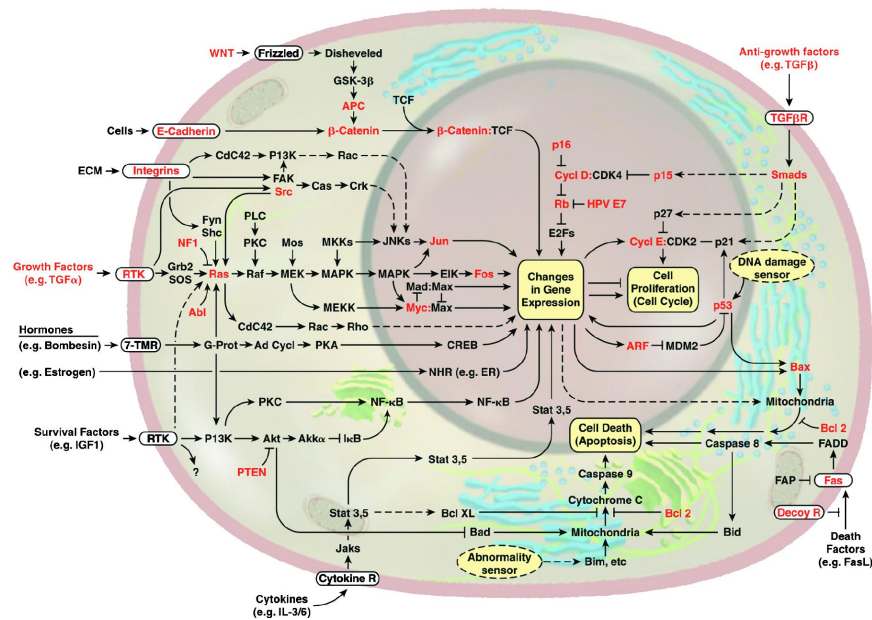 WNT Frizzled Disheveled
Anti-growth factors
(e.g. TGFβ)
GSK-3β
APC TCF
TGFβR
Cells E-Cadherin β-Catenin β-Catenin:TCF
p16
CdC42 P13K Rac
ECM Integrins
FAK
Cycl D:CDK4 p15 Smads
Src Cas Crk
Rb HPV E7
Fyn
Shc
PLC
p27
NF1
PKC Mos MKKs JNKs Jun
E2Fs
Cycl E:CDK2 p21
Growth Factors
(e.g. TGFα)
RTK
Grb2
SOS
Ras Raf MEK MAPK MAPK EIK Fos
DNA damage
sensor
Changes
in Gene
Expression
Cell
Proliferation
(Cell Cycle)
Mad:Max
Abl
MEKK Myc:Max
p53
CdC42 Rac Rho
Hormones
(e.g. Bombesin)
7-TMR G-Prot Ad Cycl PKA CREB
ARF MDM2
(e.g. Estrogen) NHR (e.g. ER)
Bax
PKC NF-κB NF-κB
Mitochondria
Stat 3,5
Bcl 2
Survival Factors
(e.g. IGF1)
RTK P13K Akt Akkα IκB
Cell Death
(Apoptosis)
Caspase 8 FADD
?
PTEN
Stat 3,5
Caspase 9
FAP Fas
Cytochrome C
Stat 3,5 Bcl XL Bcl 2
Decoy R
Bad Mitochondria Bid
Death
Factors
(e.g. FasL)
Jaks
Abnormality
sensor
Bim, etc
Cytokine R
Cytokines
(e.g. IL-3/6)